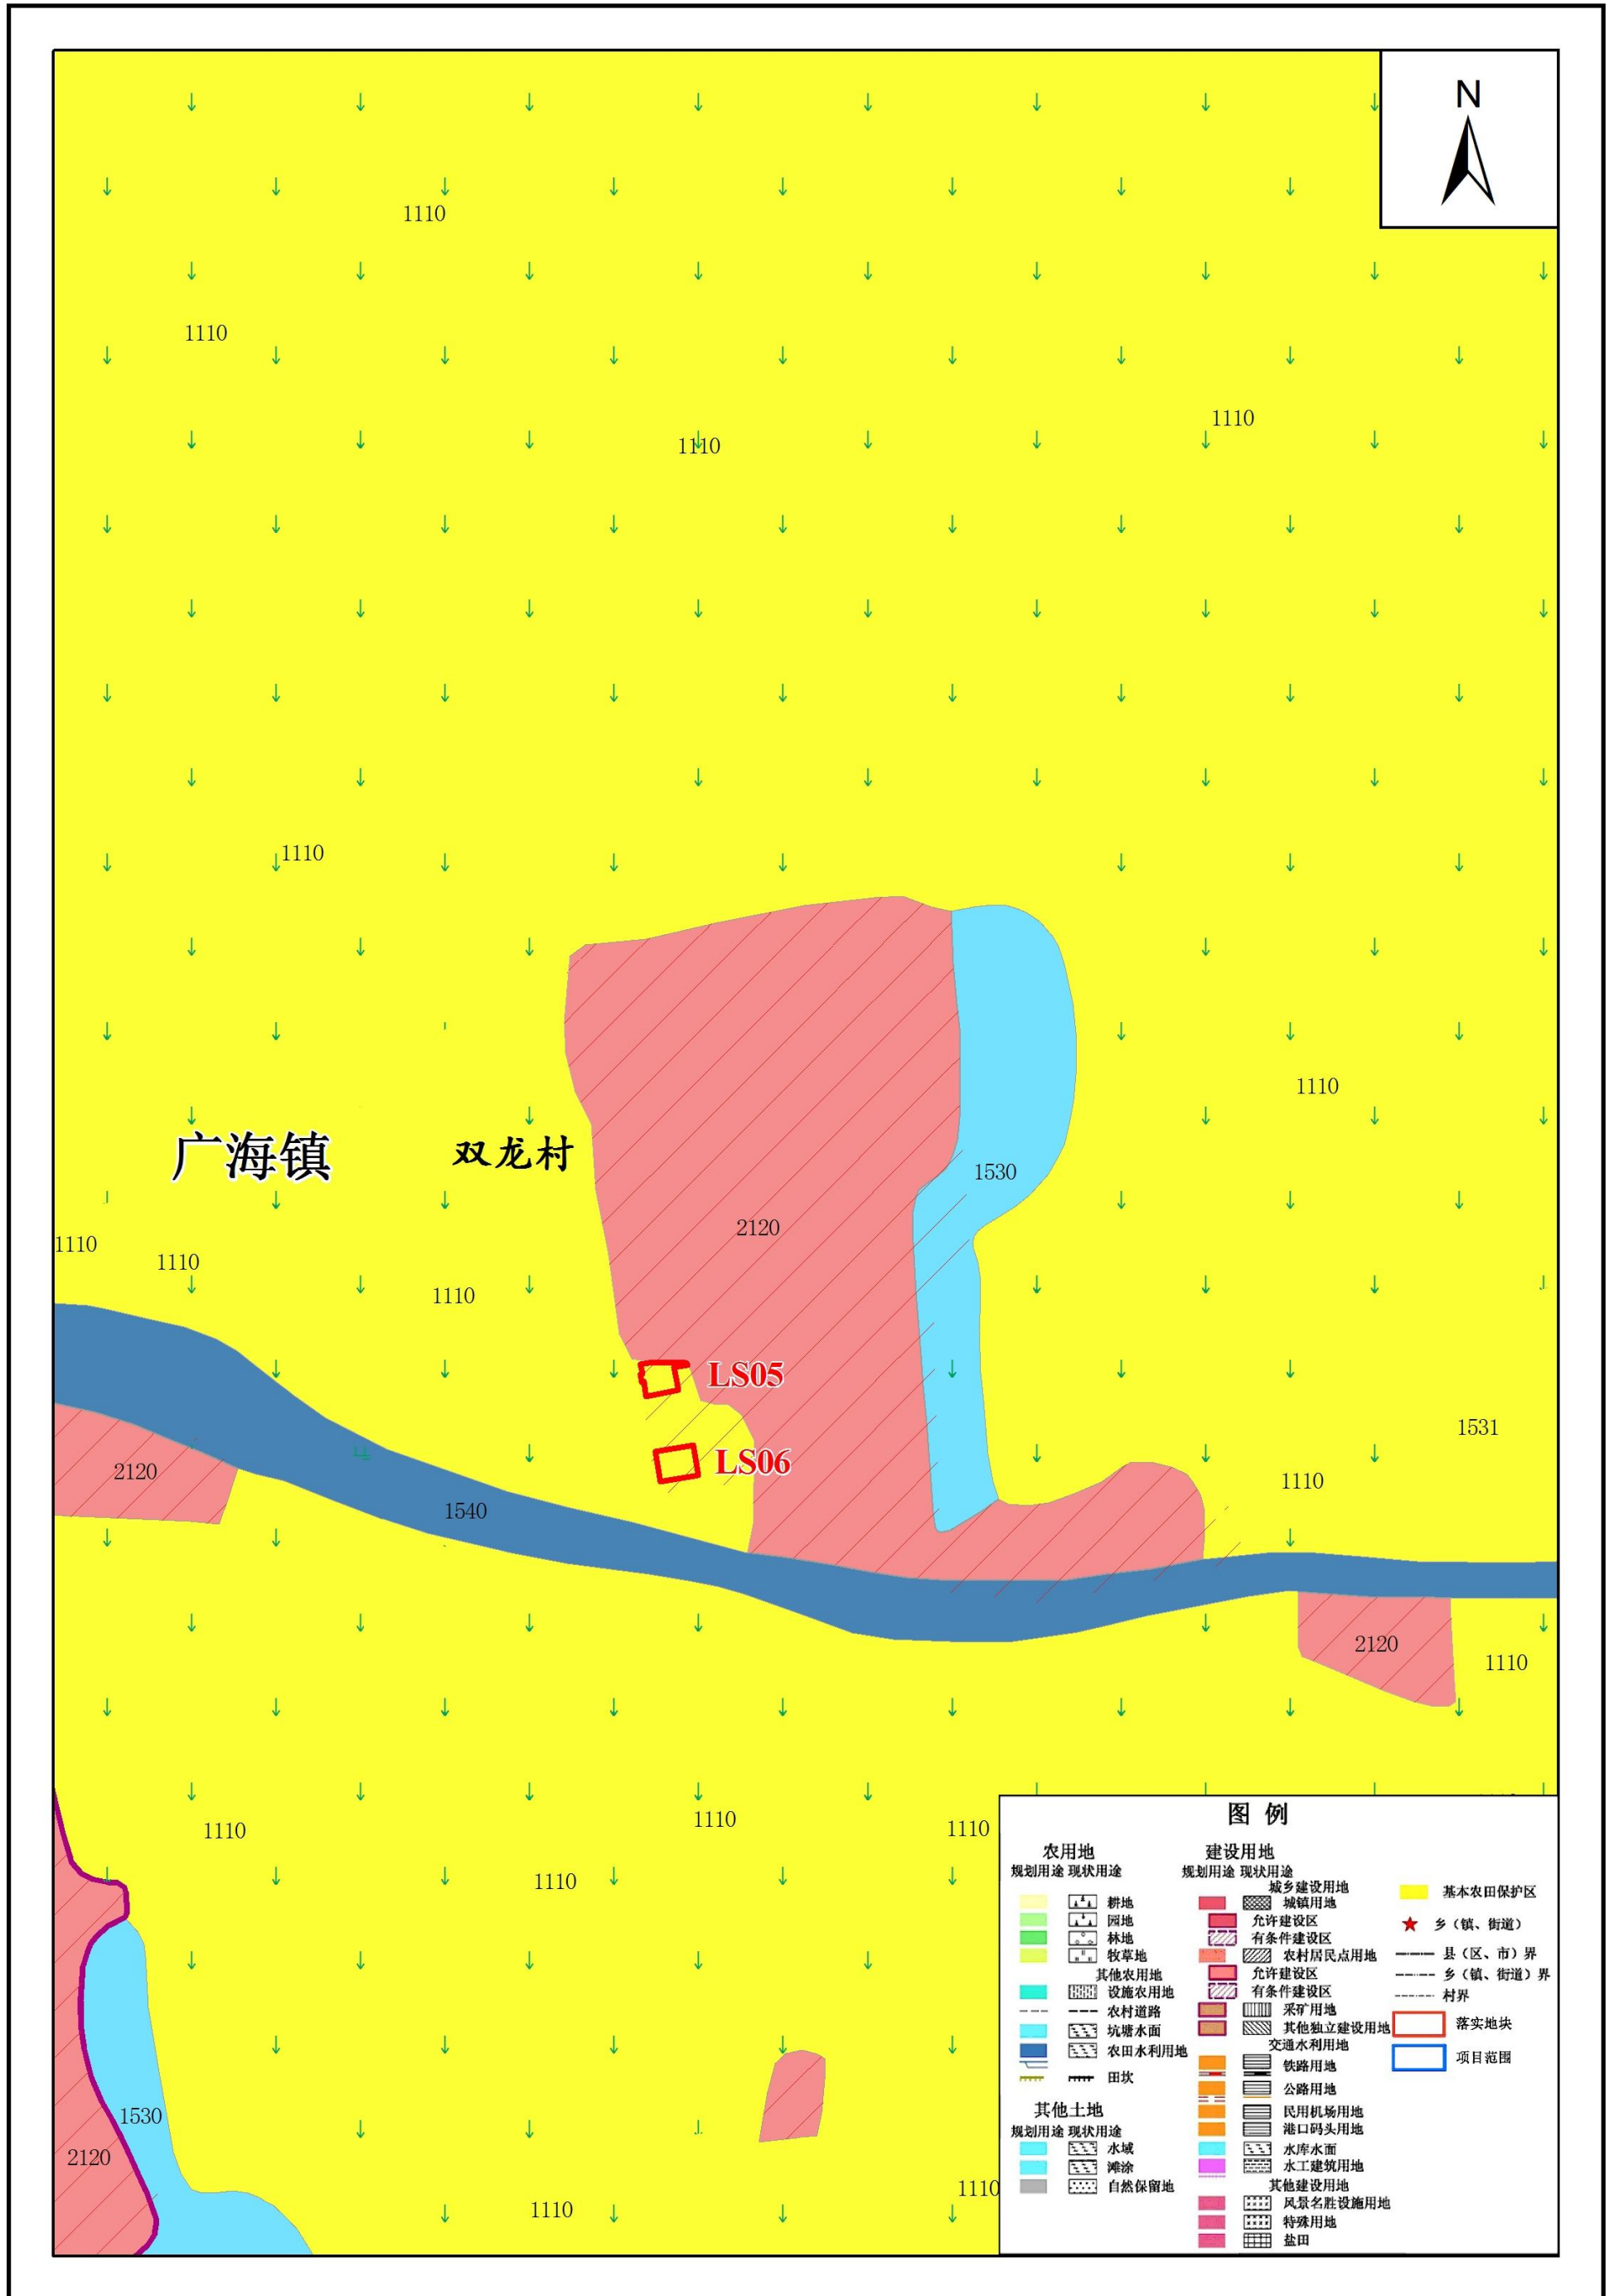 N
1110
1110
1110
1110
1110
1110
广海镇 双龙村
1530
2120
1110
1110
1110
LS05
1531
LS06
2120
1110
1540
2120
1110
1110
1110
1110
1110
1530
2120
1110
1110
图 例
农用地
规划用途 现状用途
耕地
园地
林地
牧草地
其他农用地
设施农用地
农村道路
坑塘水面
农田水利用地
田坎
其他土地
规划用途 现状用途
水域
滩涂
自然保留地
建设用地
规划用途 现状用途
城乡建设用地
城镇用地
允许建设区
有条件建设区
农村居民点用地
允许建设区
有条件建设区
采矿用地
其他独立建设用地
交通水利用地
铁路用地
公路用地
民用机场用地
港口码头用地
水库水面
水工建筑用地
其他建设用地
风景名胜设施用地
特殊用地
盐田
基本农田保护区
乡（镇、街道）
县（区、市）界
乡（镇、街道）界
村界
落实地块
项目范围